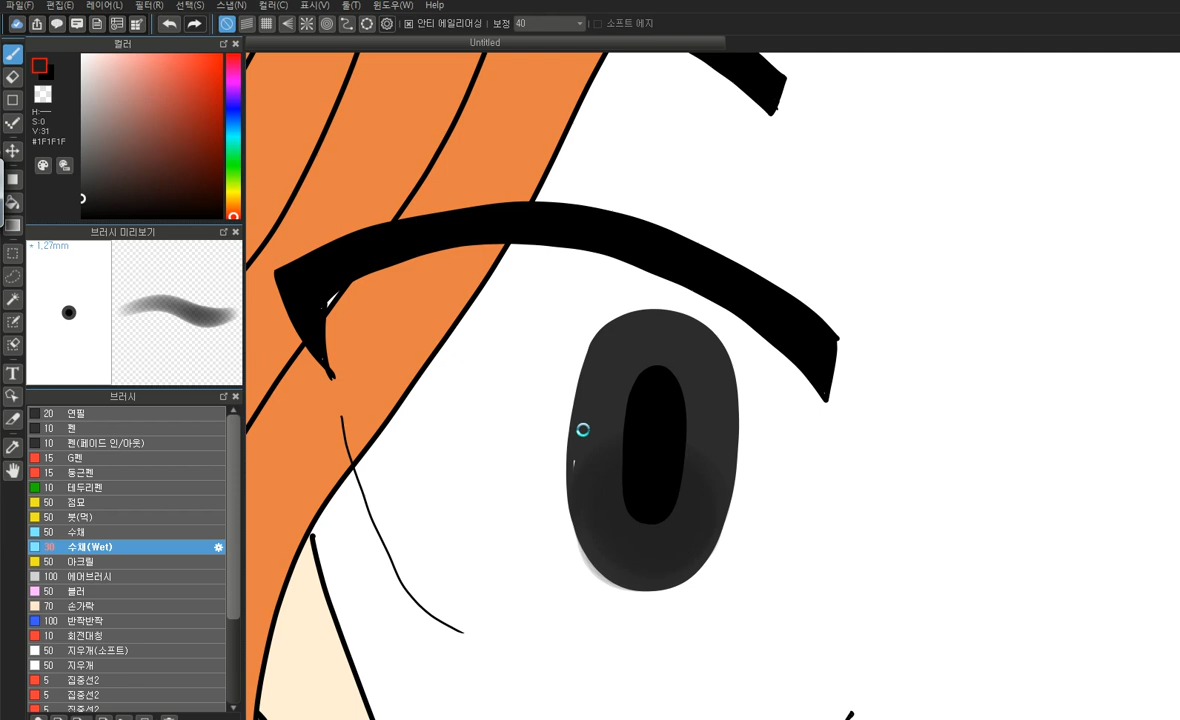 파일(F) 편집(E) 레이어(L) 필터(R) 선택(S) 스냅(N) 컬러(C) 표시(V) 툴(T) 윈도우(W) Help
안티 에일리어싱 보정 40 소프트 에지
컬러
Untitled
H:---
S:0
V:31
#1F1F1F
브러시 미리보기
* 1.27mm
브러시
20 연필
10 펜
10 펜(페이드 인/아웃)
15 G펜
15 둥근펜
10 테두리펜
50 점묘
50 붓(먹)
50 수채
30 수채(Wet)
50 아크릴
100 에어브러시
50 블러
70 손가락
100 반짝반짝
10 회전대칭
50 지우개(소프트)
50 지우개
5 집중선2
5 집중선2
5 집중선2
T